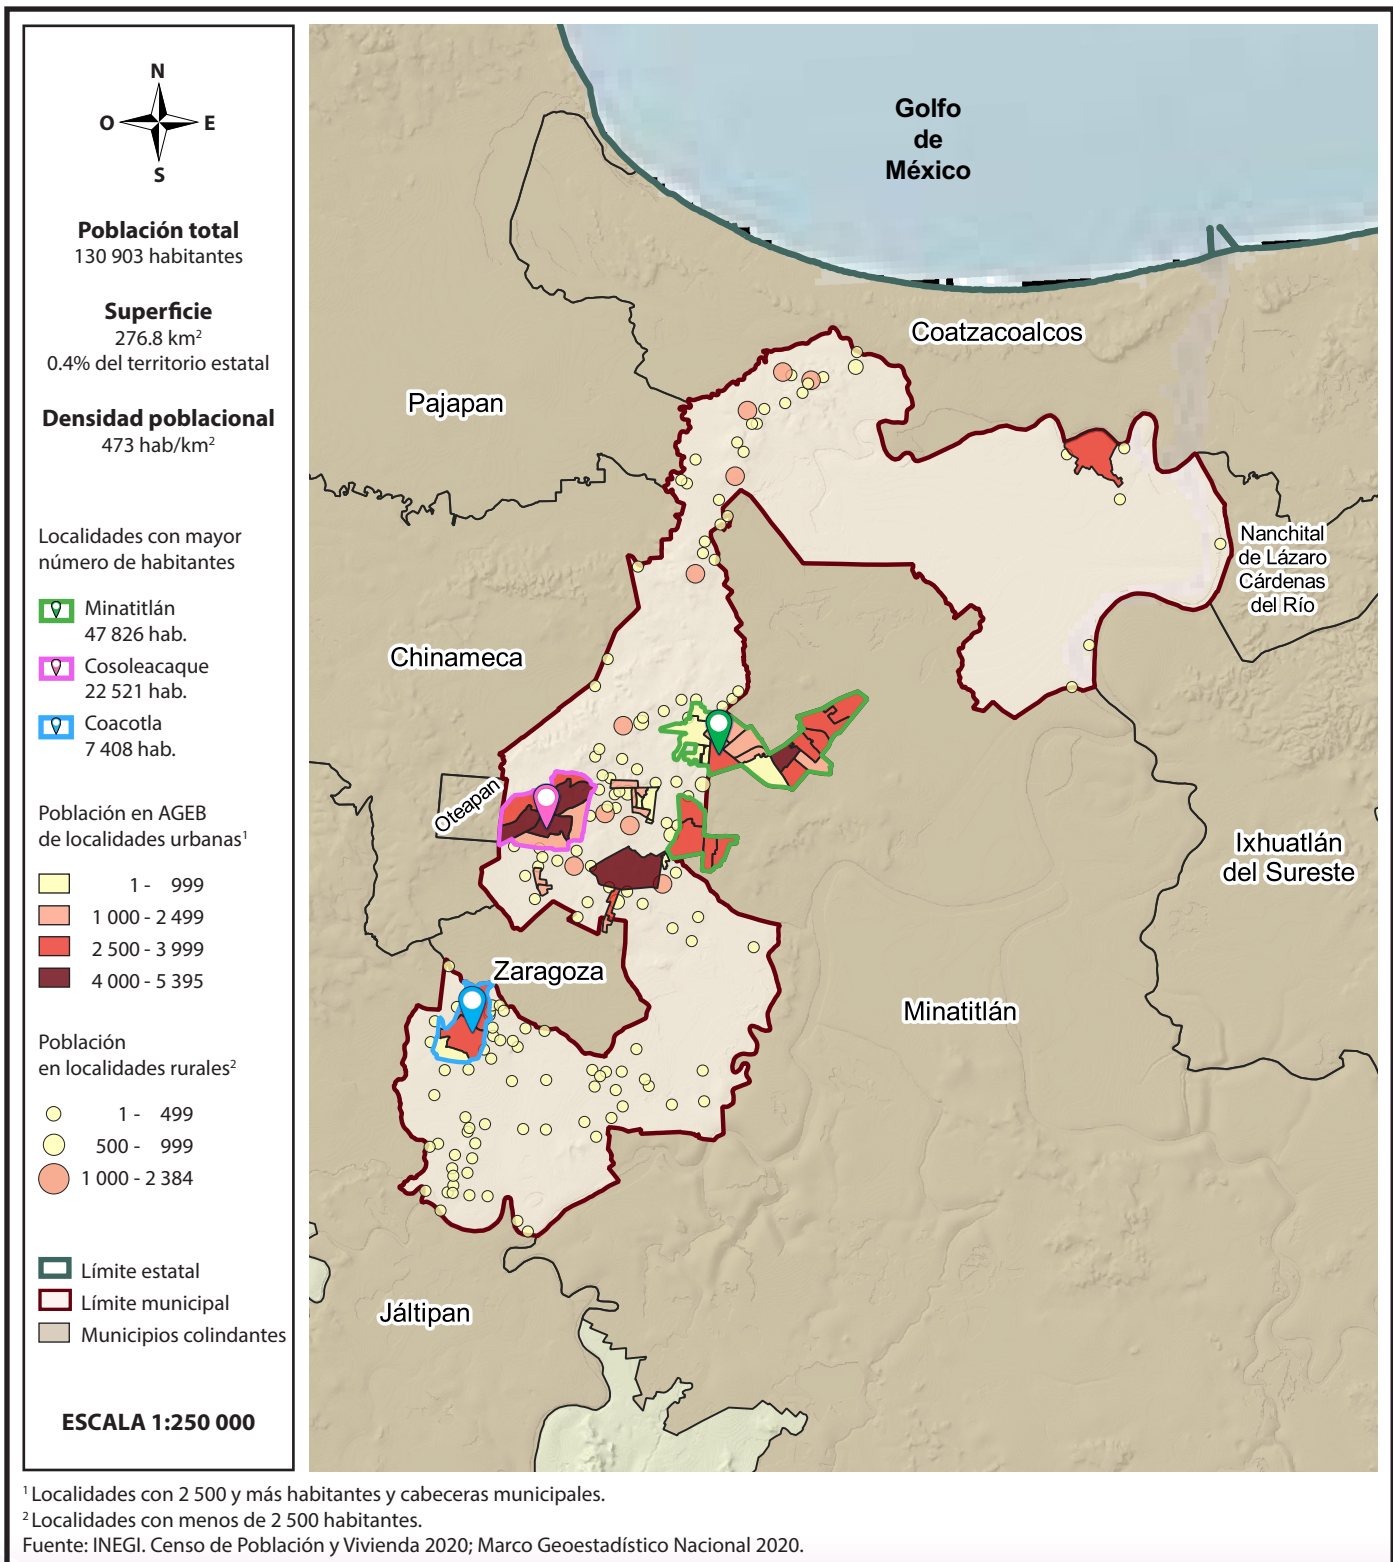 N
O
E
S
Población total
130 903 habitantes
Superficie
276.8 km²
0.4% del territorio estatal
Densidad poblacional
473 hab/km²
Localidades con mayor
número de habitantes
Minatitlán
47 826 hab.
Cosoleacaque
22 521 hab.
Coacotla
7 408 hab.
Población en AGEB
de localidades urbanas¹
1 - 999
1 000 - 2 499
2 500 - 3 999
4 000 - 5 395
Población
en localidades rurales²
1 - 499
500 - 999
1 000 - 2 384
Límite estatal
Límite municipal
Municipios colindantes
ESCALA 1:250 000
Golfo
de
México
Coatzacoalcos
Pajapan
Nanchital
de Lázaro
Cárdenas
del Río
Chinameca
Oteapan
Ixhuatlán
del Sureste
Zaragoza
Minatitlán
Jáltipan
¹ Localidades con 2 500 y más habitantes y cabeceras municipales.
² Localidades con menos de 2 500 habitantes.
Fuente: INEGI. Censo de Población y Vivienda 2020; Marco Geoestadístico Nacional 2020.